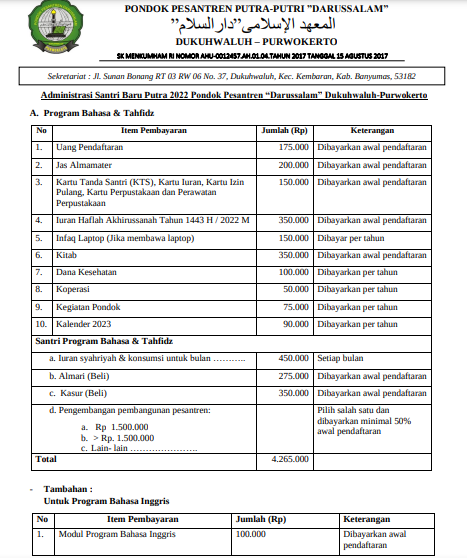 PONDOK PESANTREN PUTRA-PUTRI "DARUSSALAM"
المعهد الإسلامى"دارالسلام"
DUKUHWALUH – PURWOKERTO
SK MENKUMHAM RI NOMOR AHU-0012457.AH.01.04.TAHUN 2017 TANGGAL 15 AGUSTUS 2017
Sekretariat : Jl. Sunan Bonang RT 03 RW 06 No. 37, Dukuhwaluh, Kec. Kembaran, Kab. Banyumas, 53182
Administrasi Santri Baru Putra 2022 Pondok Pesantren "Darussalam" Dukuhwaluh-Purwokerto
A. Program Bahasa & Tahfidz
No Item Pembayaran Jumlah (Rp) Keterangan
1. Uang Pendaftaran 175.000 Dibayarkan awal pendaftaran
2. Jas Almamater 200.000 Dibayarkan awal pendaftaran
3. Kartu Tanda Santri (KTS), Kartu Iuran, Kartu Izin 150.000 Dibayarkan awal pendaftaran
Pulang, Kartu Perpustakaan dan Perawatan
Perpustakaan
4. Iuran Haflah Akhirussanah Tahun 1443 H / 2022 M 350.000 Dibayarkan awal pendaftaran
5. Infaq Laptop (Jika membawa laptop) 150.000 Dibayar per tahun
6. Kitab 350.000 Dibayarkan awal pendaftaran
7. Dana Kesehatan 100.000 Dibayarkan per tahun
8. Koperasi 50.000 Dibayarkan per tahun
9. Kegiatan Pondok 75.000 Dibayarkan per tahun
10. Kalender 2023 90.000 Dibayarkan per tahun
Santri Program Bahasa & Tahfidz
a. Iuran syahriyah & konsumsi untuk bulan ……….. 450.000 Setiap bulan
b. Almari (Beli) 275.000 Dibayarkan awal pendaftaran
c. Kasur (Beli) 350.000 Dibayarkan awal pendaftaran
d. Pengembangan pembangunan pesantren: Pilih salah satu dan
dibayarkan minimal 50%
a. Rp 1.500.000 awal pendaftaran
b. > Rp. 1.500.000
c. Lain- lain ………………….
Total 4.265.000
- Tambahan :
Untuk Program Bahasa Inggris
No Item Pembayaran Jumlah (Rp) Keterangan
1. Modul Program Bahasa Inggris 100.000 Dibayarkan awal
pendaftaran